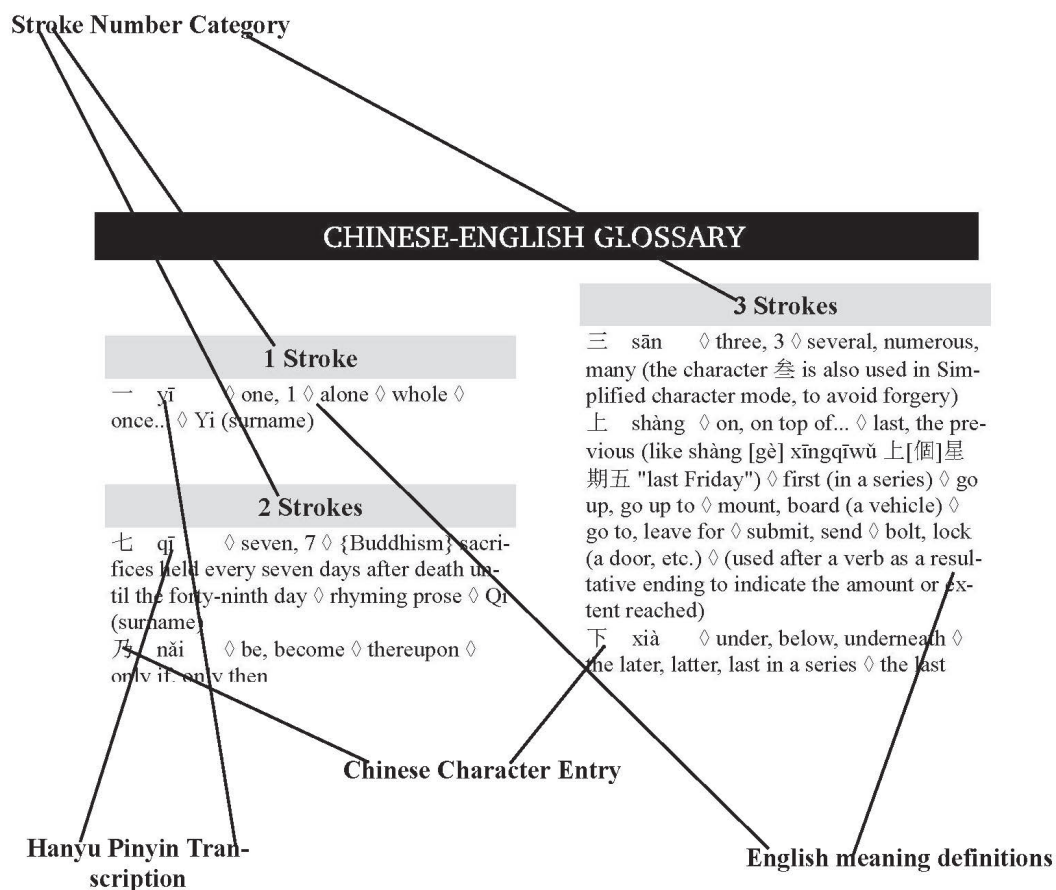 Stroke Number Category
CHINESE-ENGLISH GLOSSARY
1 Stroke
一 yī ◊ one, 1 ◊ alone ◊ whole ◊
once... ◊ Yi (surname)
2 Strokes
七 qī ◊ seven, 7 ◊ {Buddhism} sacri-
fices held every seven days after death un-
til the forty-ninth day ◊ rhyming prose ◊ Qi
(surname)
乃 nǎi ◊ be, become ◊ thereupon ◊
only if, only then
3 Strokes
三 sān ◊ three, 3 ◊ several, numerous,
many (the character 叁 is also used in Sim-
plified character mode, to avoid forgery)
上 shàng ◊ on, on top of... ◊ last, the pre-
vious (like shàng [gè] xīngqīwǔ 上[個]星
期五 "last Friday") ◊ first (in a series) ◊ go
up, go up to ◊ mount, board (a vehicle) ◊
go to, leave for ◊ submit, send ◊ bolt, lock
(a door, etc.) ◊ (used after a verb as a resul-
tative ending to indicate the amount or ex-
tent reached)
下 xià ◊ under, below, underneath ◊
the later, latter, last in a series ◊ the last
Chinese Character Entry
Hanyu Pinyin Tran-
scription
English meaning definitions